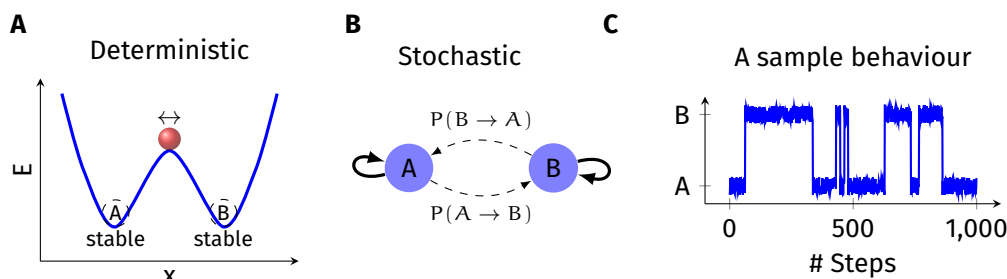 A
Deterministic
↔
E
(A̅)
stable
(B̅)
stable
X
B
Stochastic
P(B → A)
A
B
P(A → B)
C
A sample behaviour
B
A
0
500
1,000
# Steps